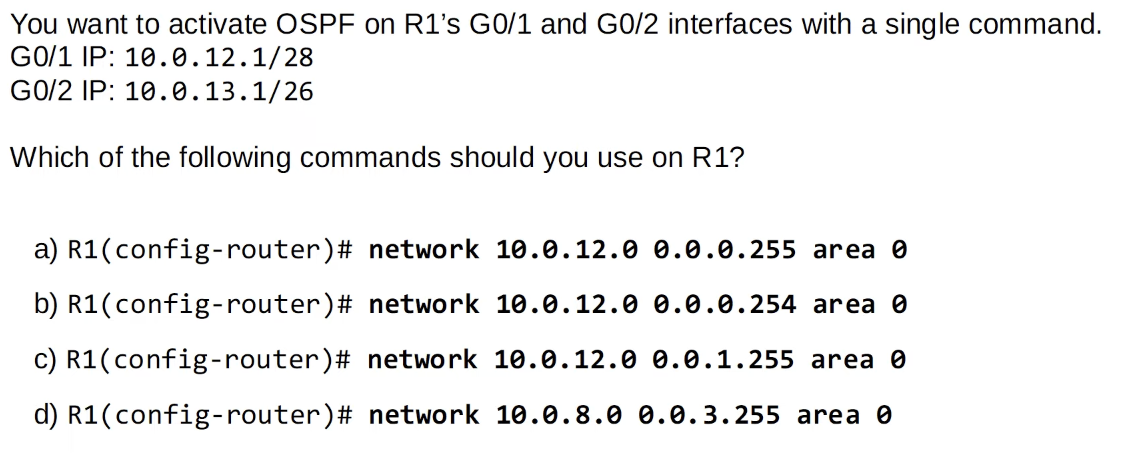 You want to activate OSPF on R1’s G0/1 and G0/2 interfaces with a single command.
G0/1 IP: 10.0.12.1/28
G0/2 IP: 10.0.13.1/26
Which of the following commands should you use on R1?
a) R1(config-router)# network 10.0.12.0 0.0.0.255 area 0
b) R1(config-router)# network 10.0.12.0 0.0.0.254 area 0
c) R1(config-router)# network 10.0.12.0 0.0.1.255 area 0
d) R1(config-router)# network 10.0.8.0 0.0.3.255 area 0